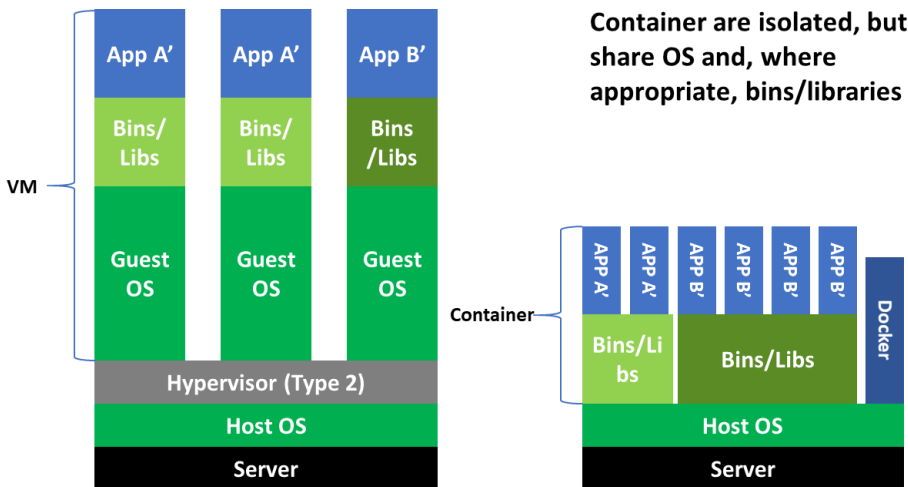 Container are isolated, but
share OS and, where
appropriate, bins/libraries
VM
App A’
App A’
App B’
Bins/
Libs
Bins/
Libs
Bins
/Libs
Guest
OS
Guest
OS
Guest
OS
Hypervisor (Type 2)
Host OS
Server
Container
APP A’
APP A’
APP B’
APP B’
APP B’
APP B’
Bins/Li
bs
Bins/Libs
Docker
Host OS
Server